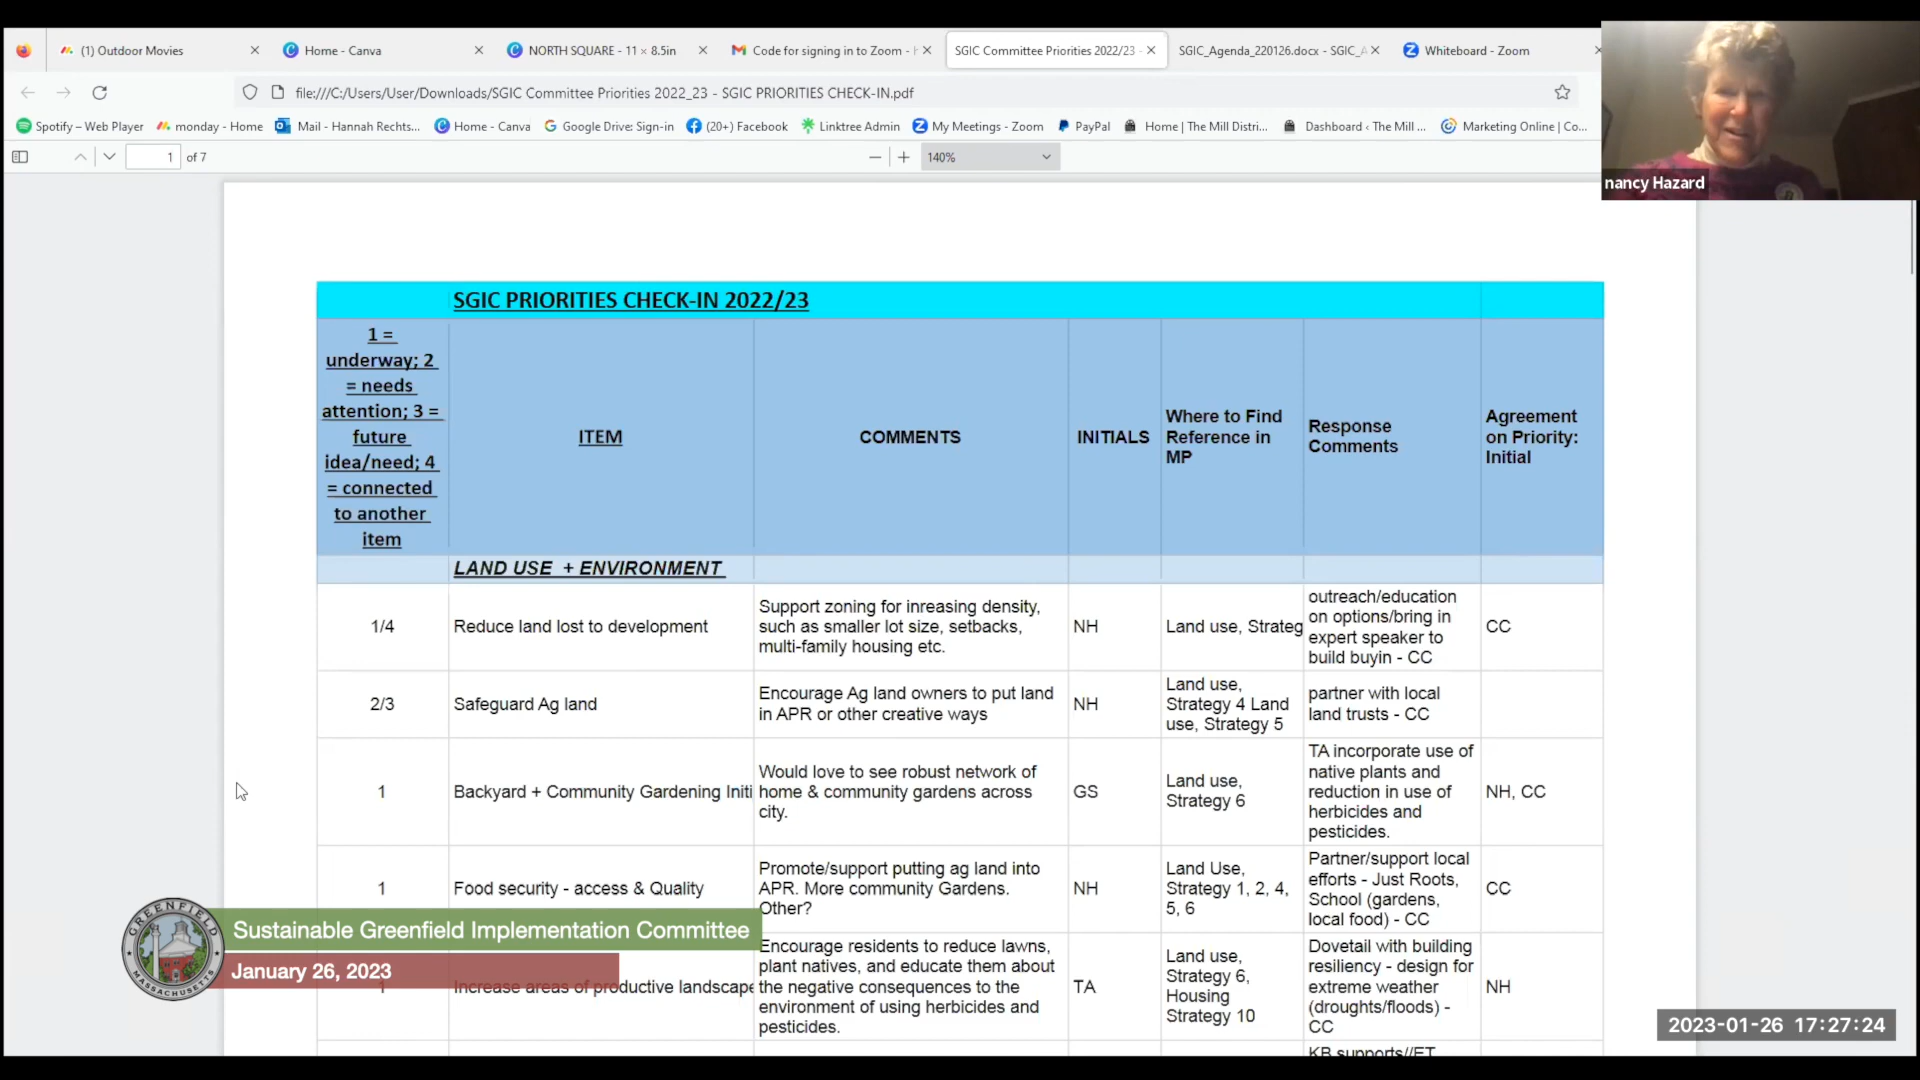 (1) Outdoor Movies
Home - Canva
NORTH SQUARE - 11 × 8.5in
Code for signing in to Zoom -
SGIC Committee Priorities 2022/23 -
SGIC_Agenda_220126.docx - SGIC_A
Whiteboard - Zoom
file:///C:/Users/User/Downloads/SGIC Committee Priorities 2022_23 - SGIC PRIORITIES CHECK-IN.pdf
Spotify – Web Player
monday - Home
Mail - Hannah Rechts...
Home - Canva
Google Drive: Sign-in
(20+) Facebook
Linktree Admin
My Meetings - Zoom
PayPal
Home | The Mill Distri...
Dashboard ‹ The Mill ...
Marketing Online | Co...
1 of 7
140%
nancy Hazard
SGIC PRIORITIES CHECK-IN 2022/23
1 =
underway; 2
= needs
attention; 3 =
future
idea/need; 4
= connected
to another
item
ITEM
COMMENTS
INITIALS
Where to Find
Reference in
MP
Response
Comments
Agreement
on Priority:
Initial
LAND USE + ENVIRONMENT
1/4
Reduce land lost to development
Support zoning for inreasing density,
such as smaller lot size, setbacks,
multi-family housing etc.
NH
Land use, Strateg
outreach/education
on options/bring in
expert speaker to
build buyin - CC
CC
2/3
Safeguard Ag land
Encourage Ag land owners to put land
in APR or other creative ways
NH
Land use,
Strategy 4 Land
use, Strategy 5
partner with local
land trusts - CC
1
Backyard + Community Gardening Initi
Would love to see robust network of
home & community gardens across
city.
GS
Land use,
Strategy 6
TA incorporate use of
native plants and
reduction in use of
herbicides and
pesticides.
NH, CC
1
Food security - access & Quality
Promote/support putting ag land into
APR. More community Gardens.
Other?
NH
Land Use,
Strategy 1, 2, 4,
5, 6
Partner/support local
efforts - Just Roots,
School (gardens,
local food) - CC
CC
1
Increase areas of productive landscape
Encourage residents to reduce lawns,
plant natives, and educate them about
the negative consequences to the
environment of using herbicides and
pesticides.
TA
Land use,
Strategy 6,
Housing
Strategy 10
Dovetail with building
resiliency - design for
extreme weather
(droughts/floods) -
CC
NH
KB supports//ET
GREENFIELD
MASSACHUSETTS
Sustainable Greenfield Implementation Committee
January 26, 2023
2023-01-26 17:27:24